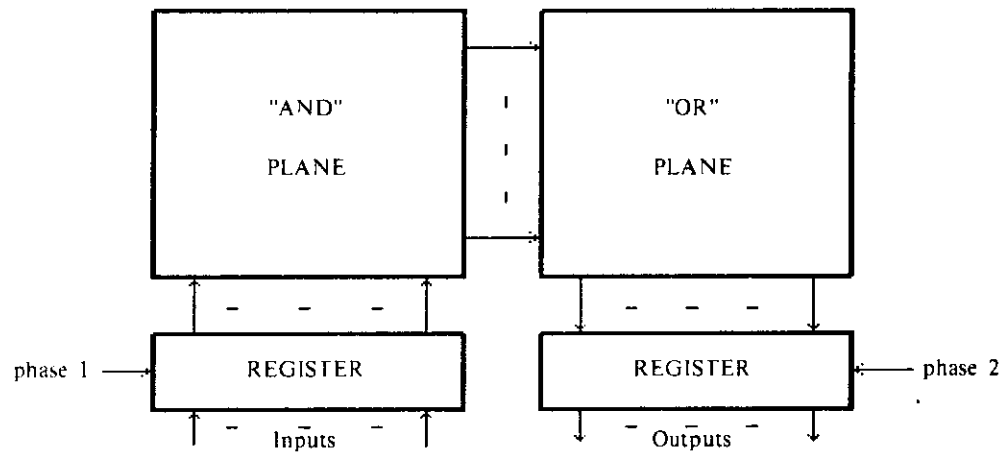 "AND"
PLANE
"OR"
PLANE
phase 1
REGISTER
REGISTER
phase 2
Inputs
Outputs